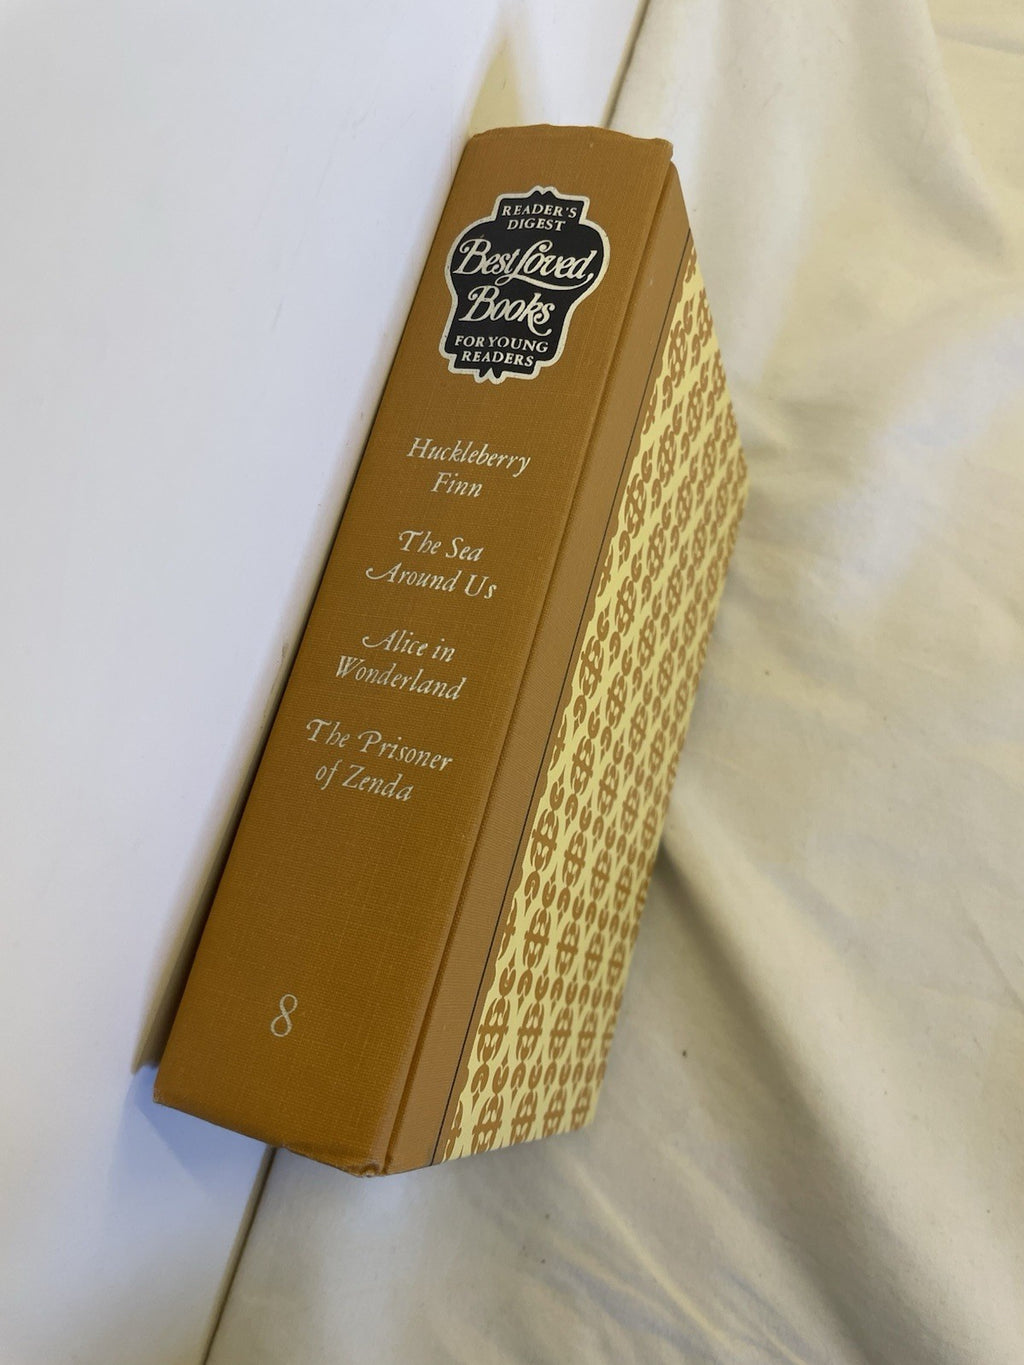 READER'S
DIGEST
Best Loved
Books
FOR YOUNG
READERS
Huckleberry
Finn
The Sea
Around Us
Alice in
Wonderland
The Prisoner
of Zenda
8